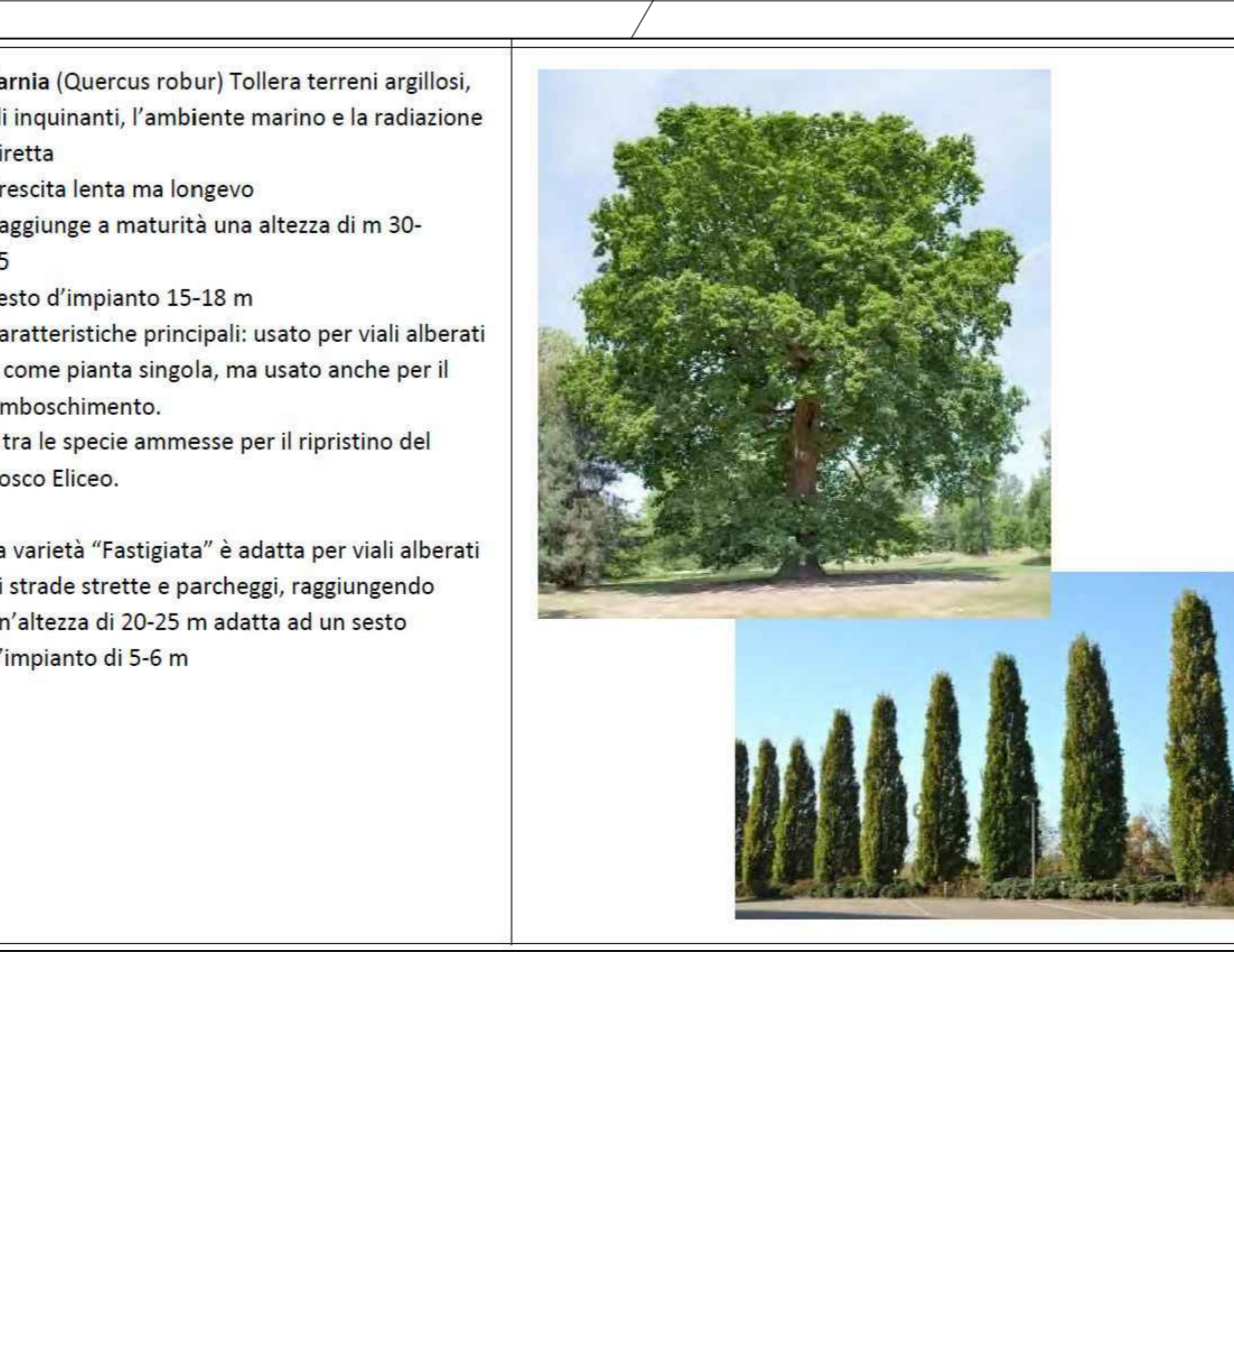 arnia (Quercus robur) Tollera terreni argillosi,
li inquinanti, l’ambiente marino e la radiazione
iretta
rescita lenta ma longevo
aggiunge a maturità una altezza di m 30-
5
esto d’impianto 15-18 m
aratteristiche principali: usato per viali alberati
come pianta singola, ma usato anche per il
mboschimento.
tra le specie ammesse per il ripristino del
osco Eliceo.
a varietà “Fastigiata” è adatta per viali alberati
i strade strette e parcheggi, raggiungendo
n’altezza di 20-25 m adatta ad un sesto
’impianto di 5-6 m